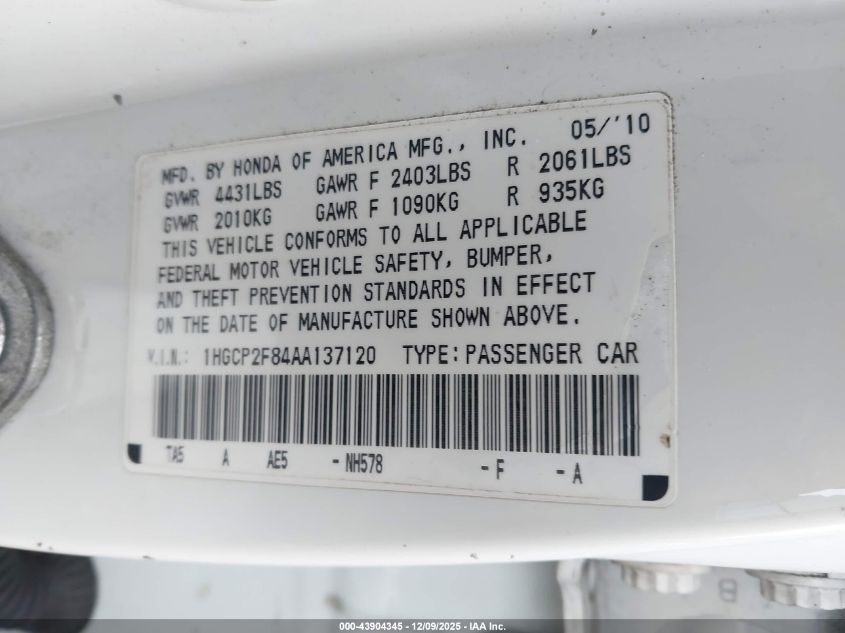 MFD. BY HONDA OF AMERICA MFG., INC. 05/'10
GVWR 4431LBS GAWR F 2403LBS R 2061LBS
GVWR 2010KG GAWR F 1090KG R 935KG
THIS VEHICLE CONFORMS TO ALL APPLICABLE
FEDERAL MOTOR VEHICLE SAFETY, BUMPER,
AND THEFT PREVENTION STANDARDS IN EFFECT
ON THE DATE OF MANUFACTURE SHOWN ABOVE.
V.I.N.: 1HGCP2F84AA137120 TYPE: PASSENGER CAR
TA5 A AE5 -NH578 -F -A
8
000-43904345 - 12/09/2025 - IAA Inc.